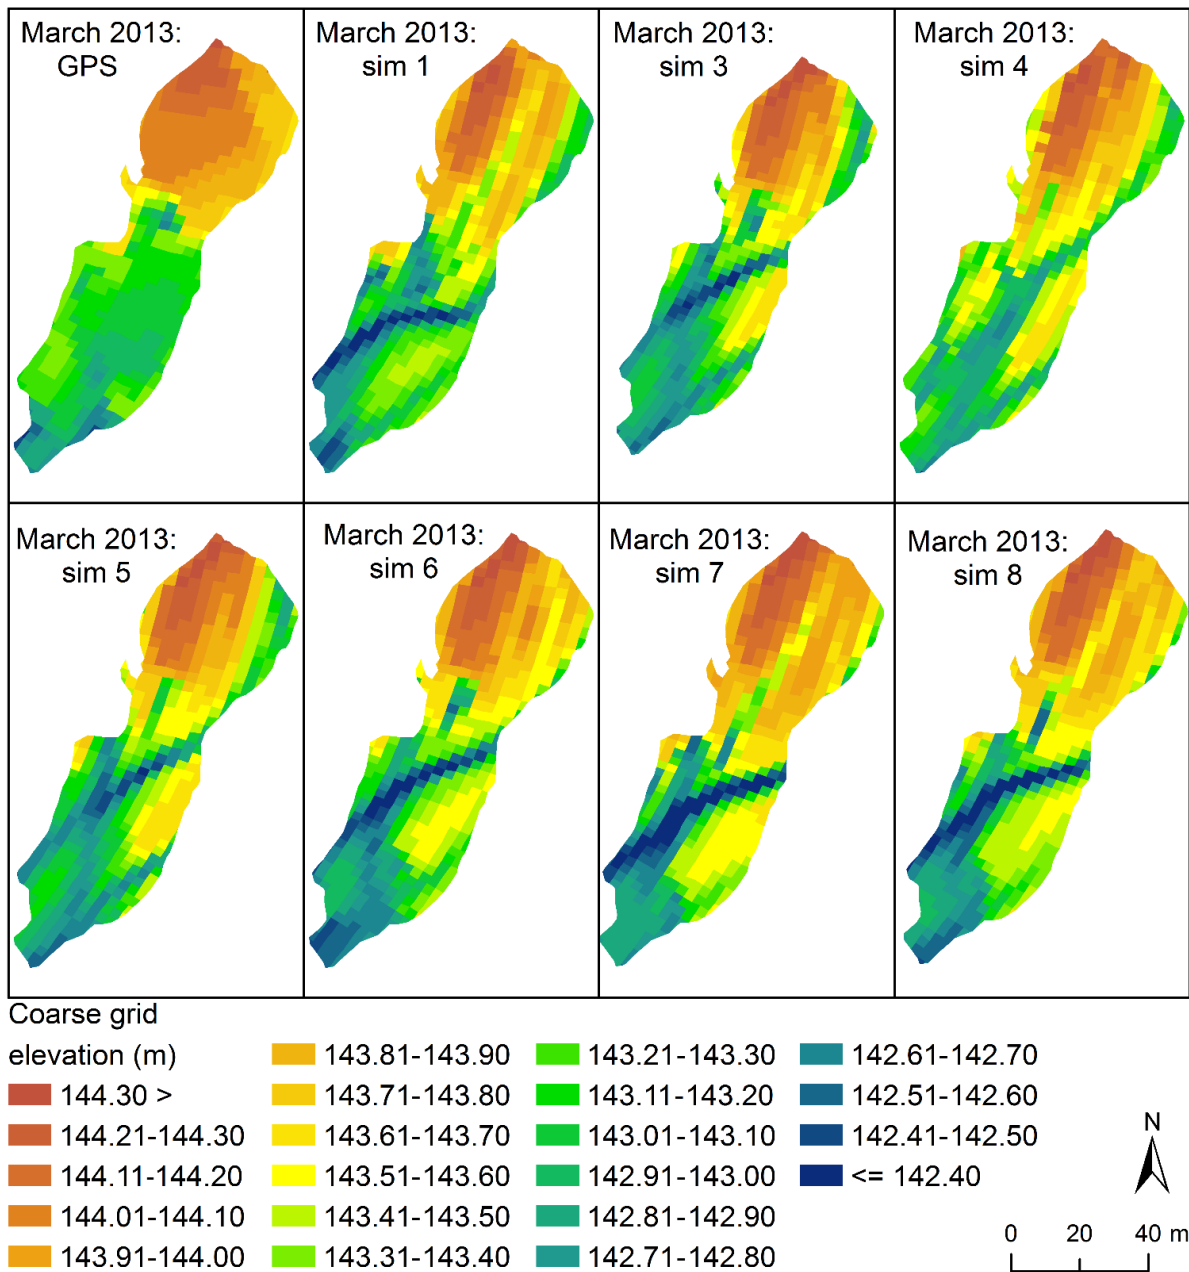 March 2013:
GPS
March 2013:
sim 1
March 2013:
sim 3
March 2013:
sim 4
March 2013:
sim 5
March 2013:
sim 6
March 2013:
sim 7
March 2013:
sim 8
Coarse grid
elevation (m)
144.30 >
144.21-144.30
144.11-144.20
144.01-144.10
143.91-144.00
143.81-143.90
143.71-143.80
143.61-143.70
143.51-143.60
143.41-143.50
143.31-143.40
143.21-143.30
143.11-143.20
143.01-143.10
142.91-143.00
142.81-142.90
142.71-142.80
142.61-142.70
142.51-142.60
142.41-142.50
<= 142.40
N
0 20 40 m